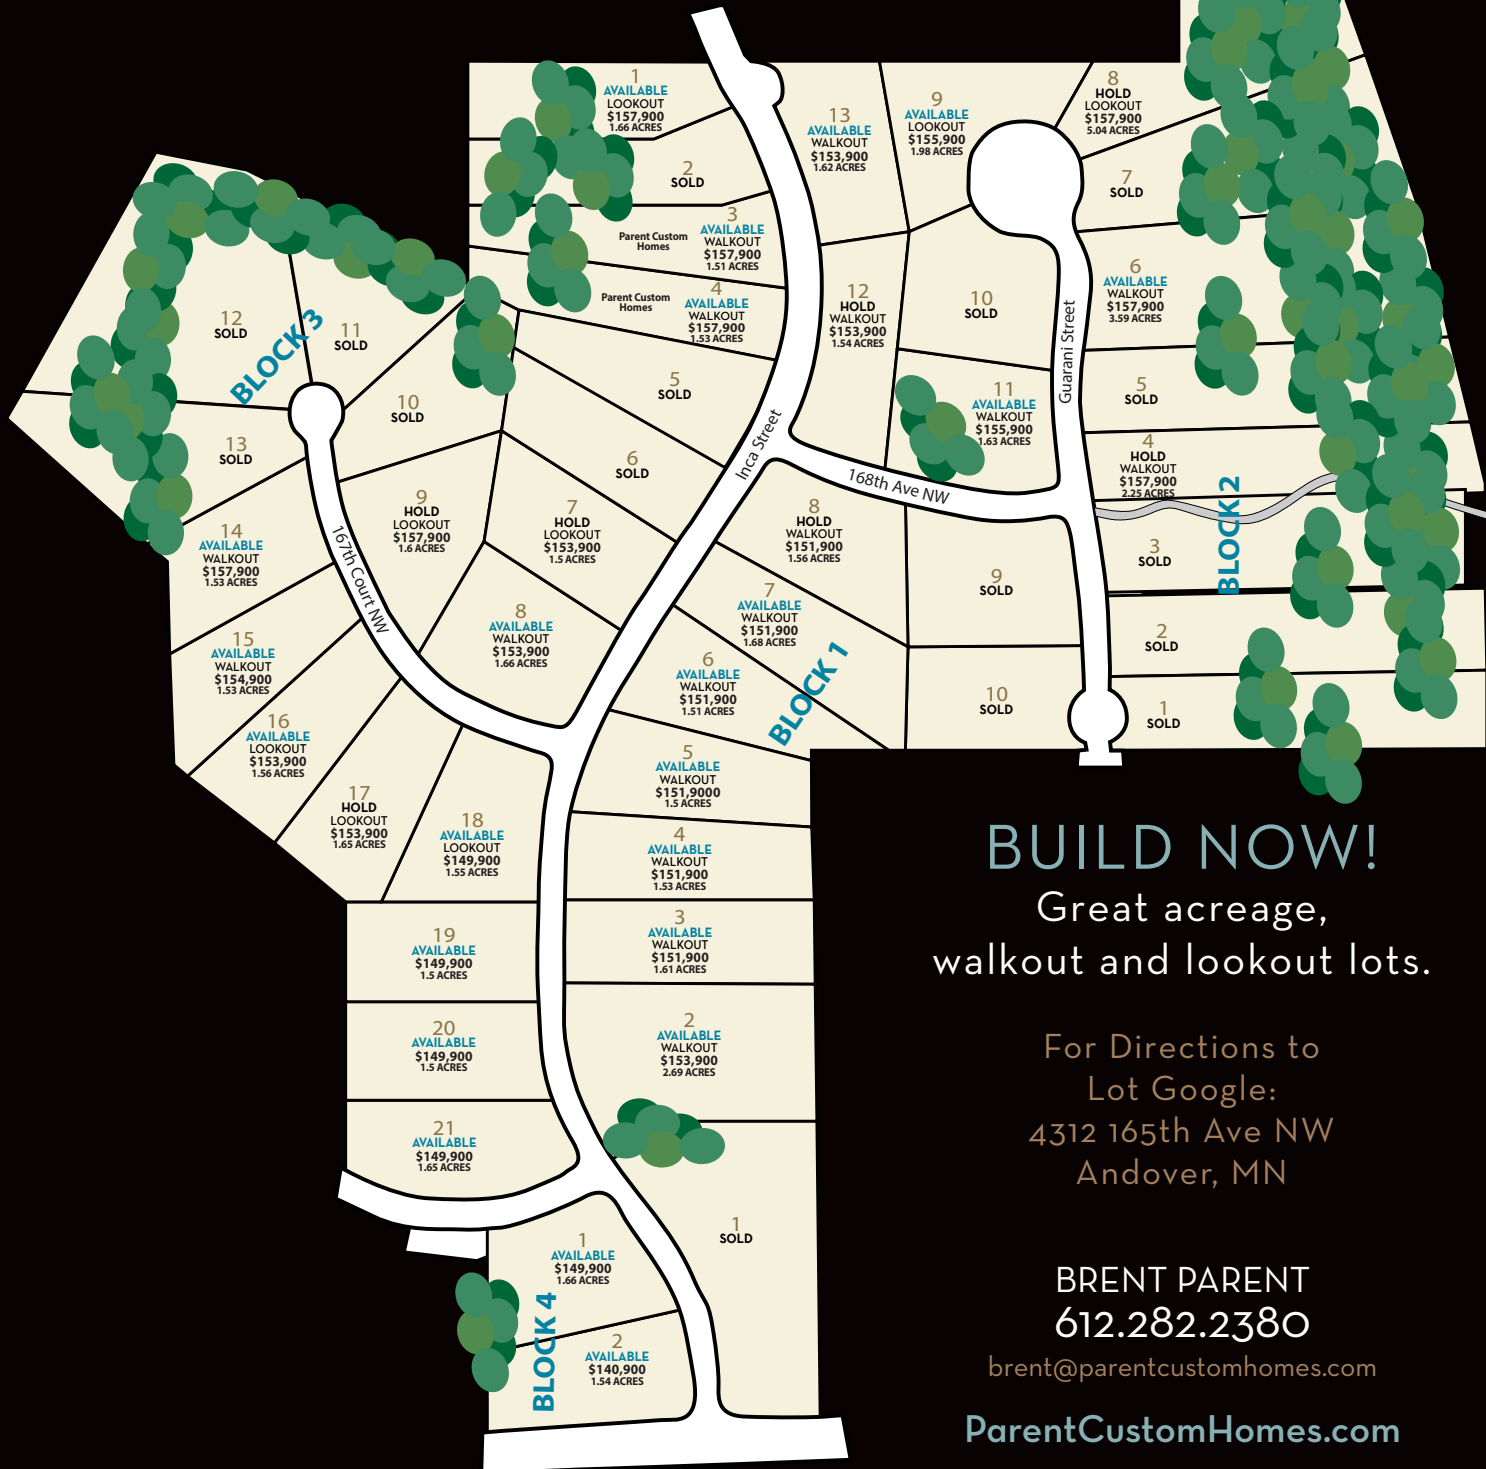 1
AVAILABLE
LOOKOUT
$157,900
1.66 ACRES
2
SOLD
Parent Custom
Homes
3
AVAILABLE
WALKOUT
$157,900
1.51 ACRES
Parent Custom
Homes
4
AVAILABLE
WALKOUT
$157,900
1.53 ACRES
5
SOLD
6
SOLD
7
HOLD
LOOKOUT
$153,900
1.5 ACRES
8
AVAILABLE
WALKOUT
$153,900
1.66 ACRES
9
HOLD
LOOKOUT
$157,900
1.6 ACRES
10
SOLD
11
SOLD
12
SOLD
BLOCK 3
13
SOLD
14
AVAILABLE
WALKOUT
$157,900
1.53 ACRES
15
AVAILABLE
WALKOUT
$154,900
1.53 ACRES
16
AVAILABLE
LOOKOUT
$153,900
1.56 ACRES
17
HOLD
LOOKOUT
$153,900
1.65 ACRES
18
AVAILABLE
LOOKOUT
$149,900
1.55 ACRES
19
AVAILABLE
$149,900
1.5 ACRES
20
AVAILABLE
$149,900
1.5 ACRES
21
AVAILABLE
$149,900
1.65 ACRES
167th Court NW
Inca Street
168th Ave NW
Guarani Street
13
AVAILABLE
WALKOUT
$153,900
1.62 ACRES
9
AVAILABLE
LOOKOUT
$155,900
1.98 ACRES
8
HOLD
LOOKOUT
$157,900
5.04 ACRES
7
SOLD
12
HOLD
WALKOUT
$153,900
1.54 ACRES
10
SOLD
6
AVAILABLE
WALKOUT
$157,900
3.59 ACRES
11
AVAILABLE
WALKOUT
$155,900
1.63 ACRES
5
SOLD
4
HOLD
WALKOUT
$157,900
2.25 ACRES
BLOCK 2
3
SOLD
2
SOLD
1
SOLD
8
HOLD
WALKOUT
$151,900
1.56 ACRES
9
SOLD
7
AVAILABLE
WALKOUT
$151,900
1.68 ACRES
10
SOLD
6
AVAILABLE
WALKOUT
$151,900
1.51 ACRES
BLOCK 1
5
AVAILABLE
WALKOUT
$151,9000
1.5 ACRES
4
AVAILABLE
WALKOUT
$151,900
1.53 ACRES
3
AVAILABLE
WALKOUT
$151,900
1.61 ACRES
2
AVAILABLE
WALKOUT
$153,900
2.69 ACRES
1
SOLD
1
AVAILABLE
$149,900
1.66 ACRES
BLOCK 4
2
AVAILABLE
$140,900
1.54 ACRES
BUILD NOW!
Great acreage,
walkout and lookout lots.
For Directions to
Lot Google:
4312 165th Ave NW
Andover, MN
BRENT PARENT
612.282.2380
brent@parentcustomhomes.com
ParentCustomHomes.com